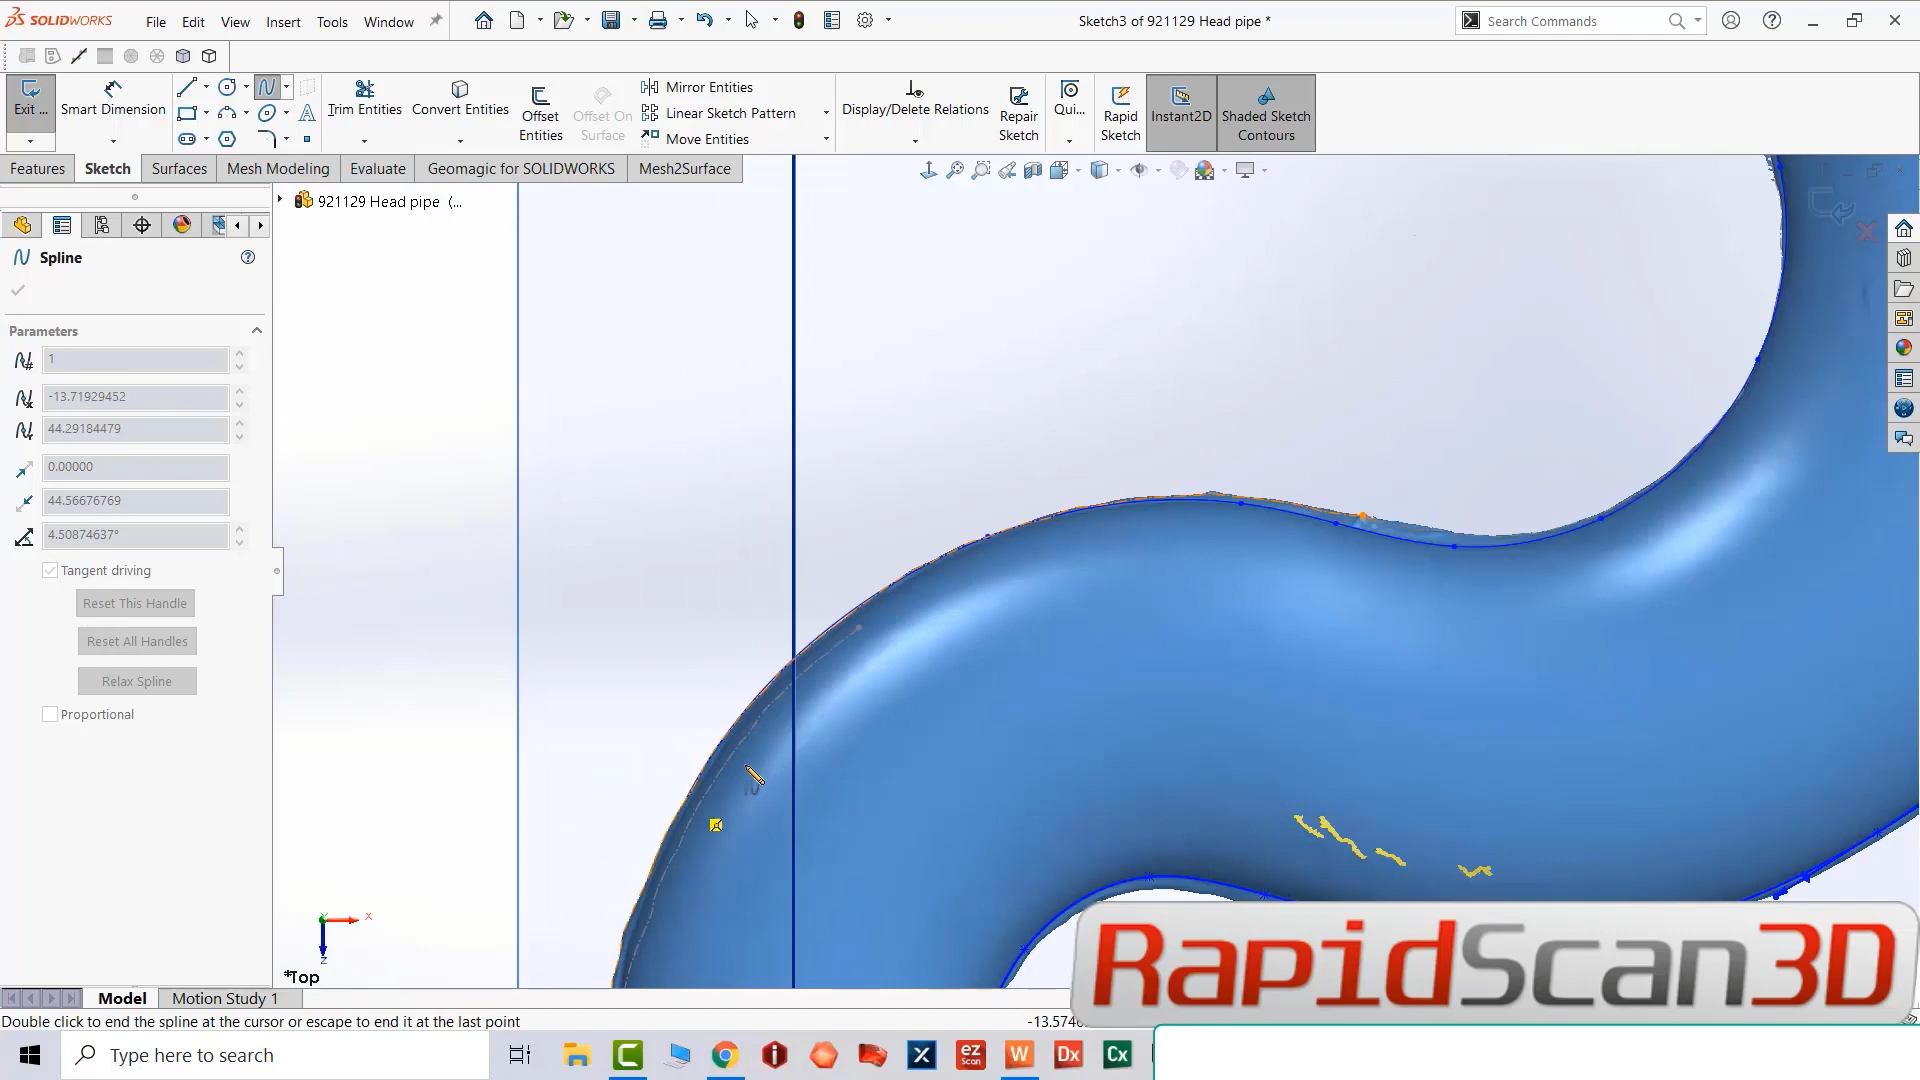 SOLIDWORKS
File Edit View Insert Tools Window
Sketch3 of 921129 Head pipe *
Search Commands
Exit ...
Smart Dimension
Trim Entities
Convert Entities
Offset Entities
Offset On Surface
Mirror Entities
Linear Sketch Pattern
Move Entities
Display/Delete Relations
Repair Sketch
Qui...
Rapid Sketch
Instant2D
Shaded Sketch Contours
Features Sketch Surfaces Mesh Modeling Evaluate Geomagic for SOLIDWORKS Mesh2Surface
921129 Head pipe (...
Spline
Parameters
1
-13.71929452
44.29184479
0.00000
44.56676769
4.50874637°
Tangent driving
Reset This Handle
Reset All Handles
Relax Spline
Proportional
X
Z
*Top
RapidScan3D
Model Motion Study 1
Double click to end the spline at the cursor or escape to end it at the last point
Type here to search
ez Scan
W
Dx
Cx